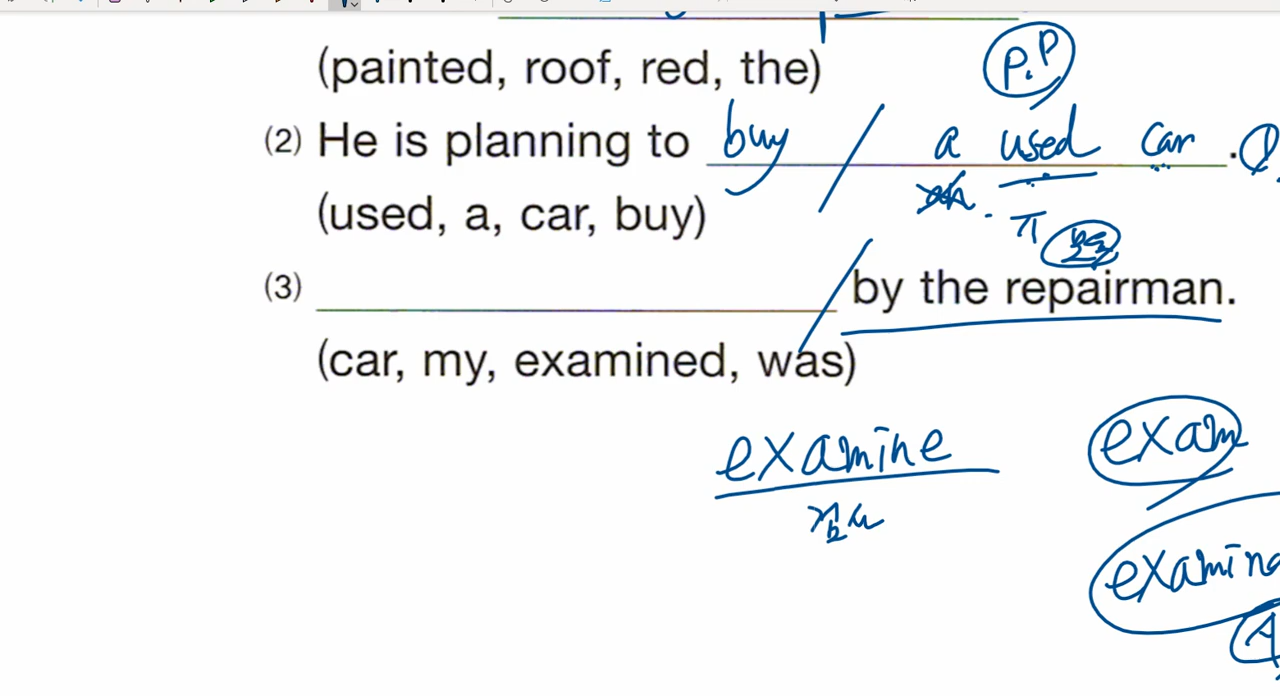 (painted, roof, red, the)
p.p
(2) He is planning to buy / a used car.
(used, a, car, buy)
(3) ____________ / by the repairman.
(car, my, examined, was)
examine exam
검사
examina
A